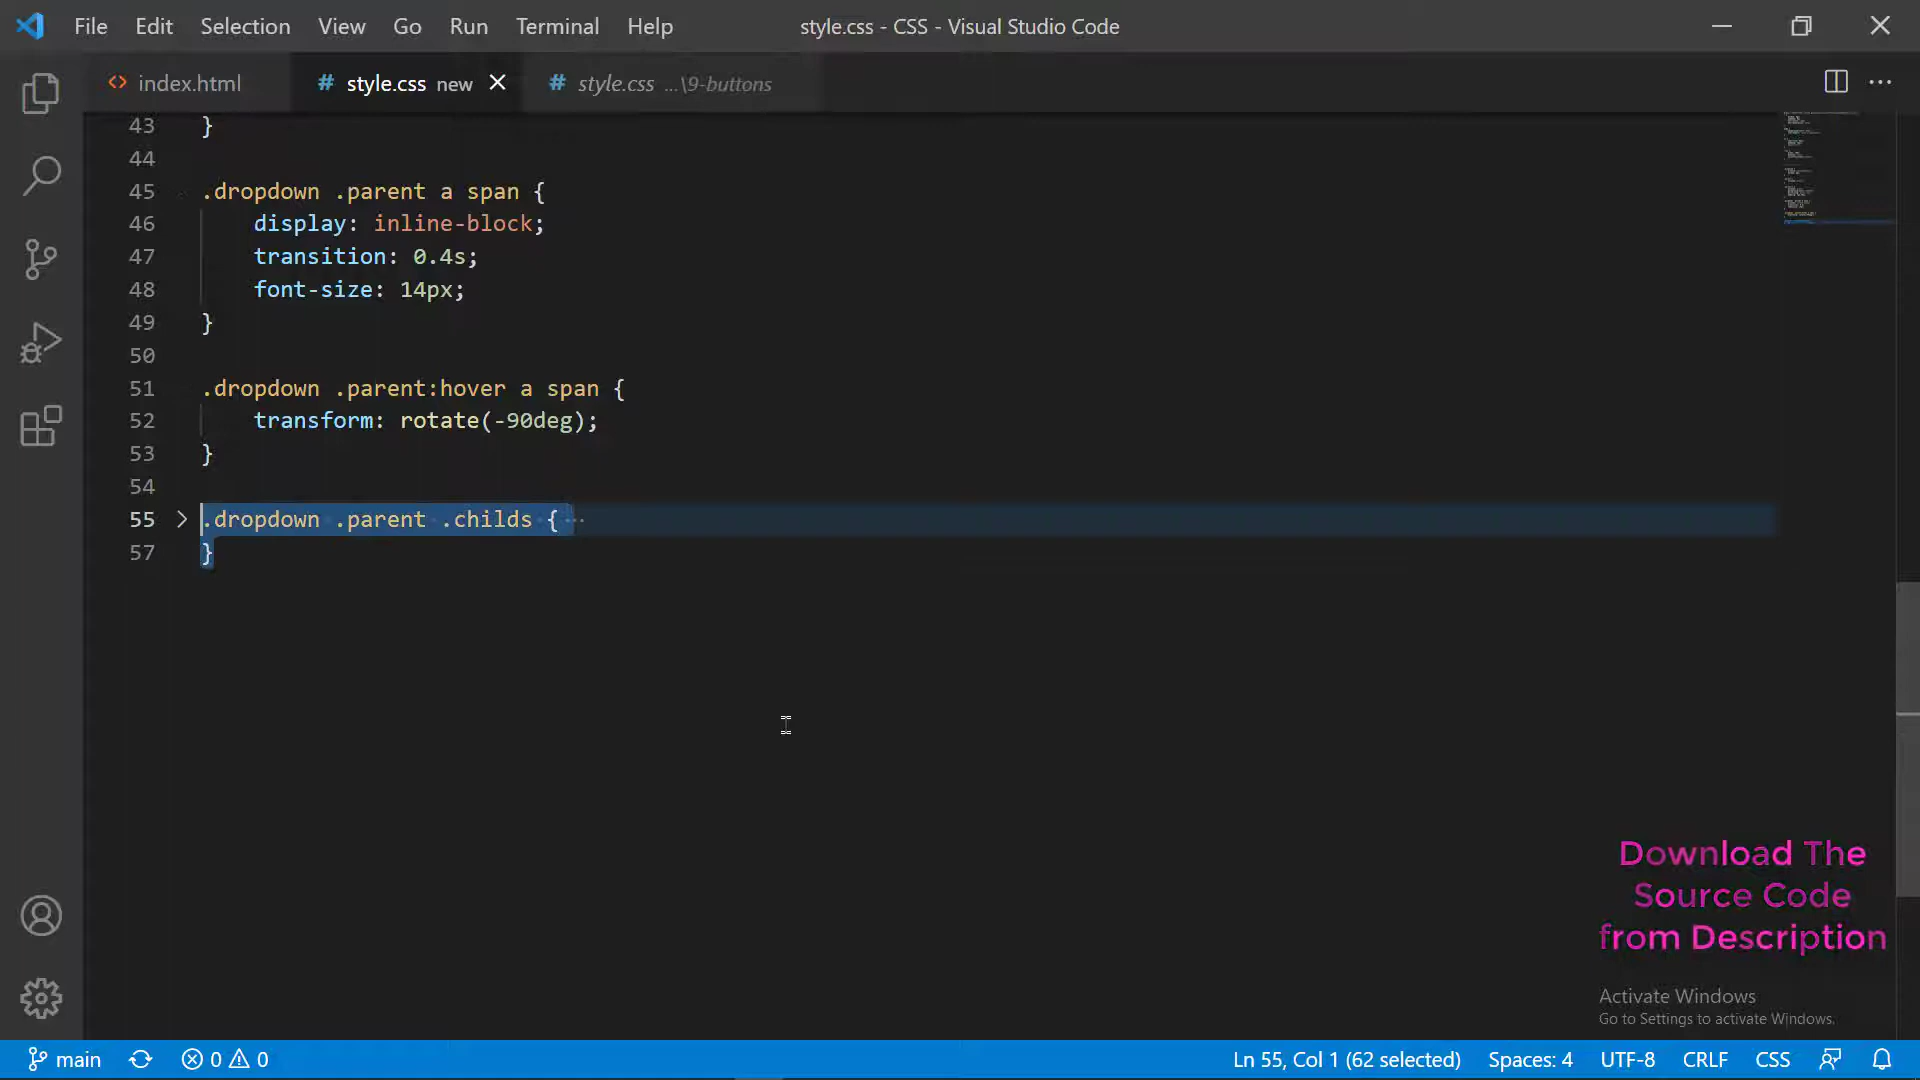 File Edit Selection View Go Run Terminal Help style.css - CSS - Visual Studio Code
index.html # style.css new # style.css ...\9-buttons
43 }
44
45 .dropdown .parent a span {
46 display: inline-block;
47 transition: 0.4s;
48 font-size: 14px;
49 }
50
51 .dropdown .parent:hover a span {
52 transform: rotate(-90deg);
53 }
54
55 .dropdown .parent .childs { ...
57 }
Download The
Source Code
from Description
Activate Windows
Go to Settings to activate Windows.
main 0 0 Ln 55, Col 1 (62 selected) Spaces: 4 UTF-8 CRLF CSS